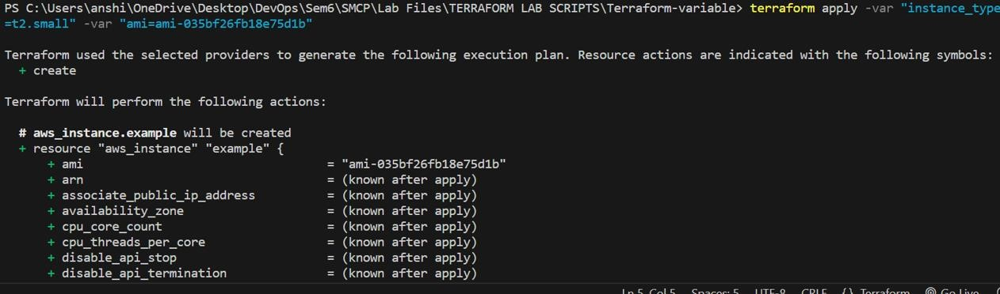 PS C:\Users\anshi\OneDrive\Desktop\DevOps\Sem6\SMCP\Lab Files\TERRAFORM LAB SCRIPTS\Terraform-variable> terraform apply -var "instance_type
=t2.small" -var "ami=ami-035bf26fb18e75d1b"
Terraform used the selected providers to generate the following execution plan. Resource actions are indicated with the following symbols:
+ create
Terraform will perform the following actions:
# aws_instance.example will be created
+ resource "aws_instance" "example" {
+ ami = "ami-035bf26fb18e75d1b"
+ arn = (known after apply)
+ associate_public_ip_address = (known after apply)
+ availability_zone = (known after apply)
+ cpu_core_count = (known after apply)
+ cpu_threads_per_core = (known after apply)
+ disable_api_stop = (known after apply)
+ disable_api_termination = (known after apply)
Ln 5, Col 5 Spaces: 5 UTF-8 CRLF {} Terraform Go Live